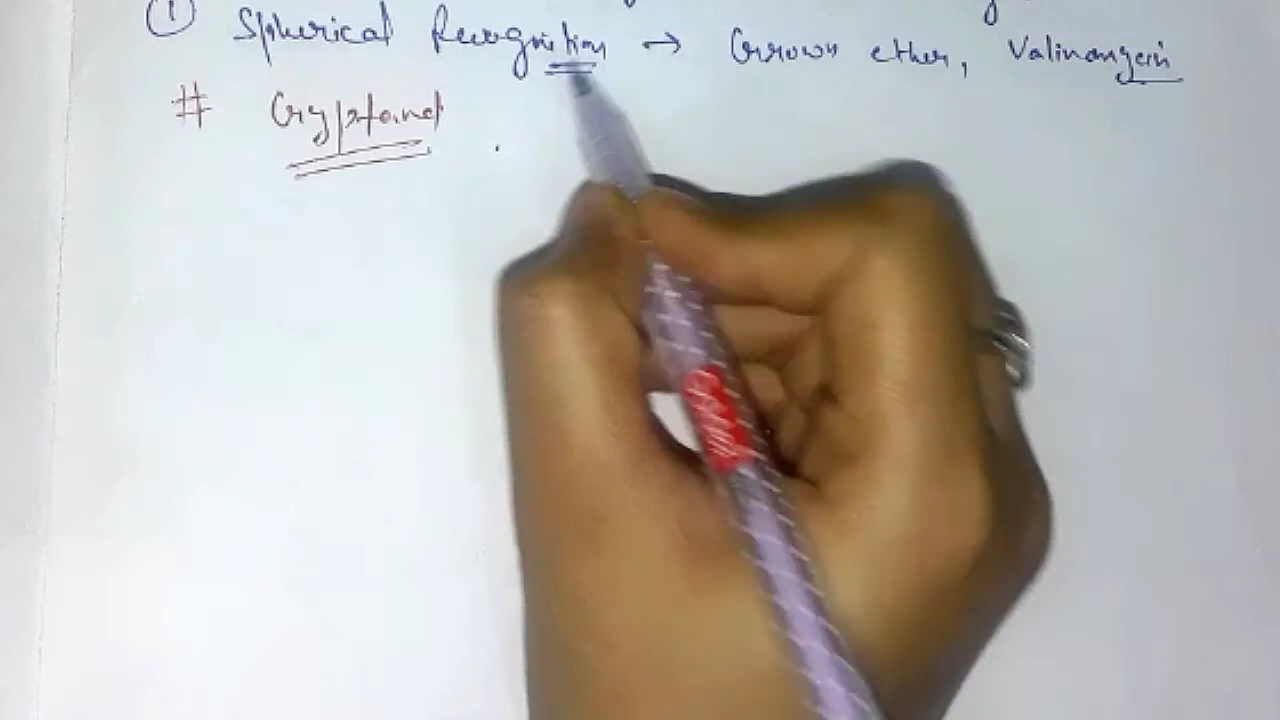 ① Spherical Recognition → Crown ether, Valinomycin
# Cryptand